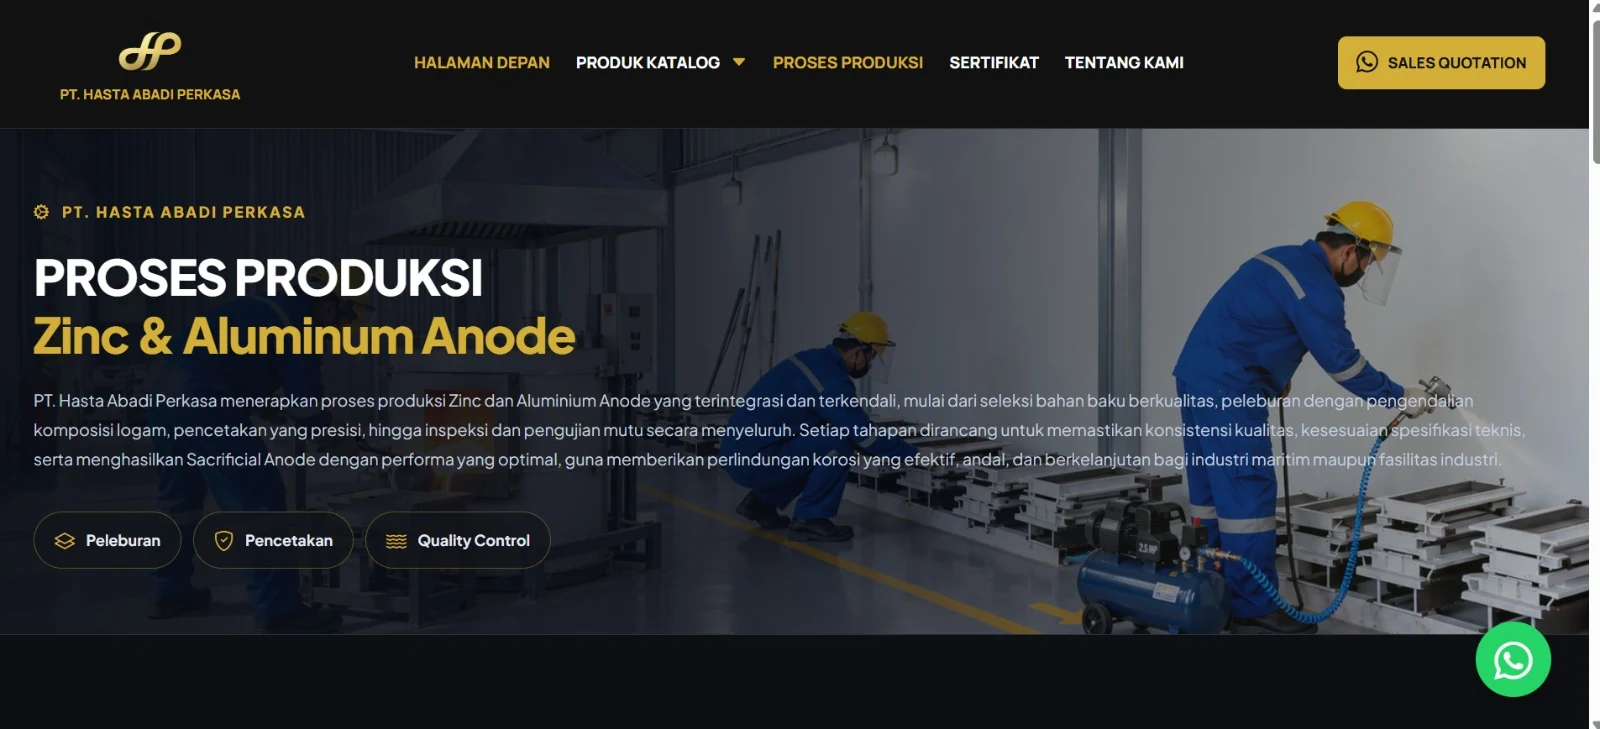 PT. HASTA ABADI PERKASA
HALAMAN DEPAN
PRODUK KATALOG
PROSES PRODUKSI
SERTIFIKAT
TENTANG KAMI
SALES QUOTATION
PT. HASTA ABADI PERKASA
PROSES PRODUKSI
Zinc & Aluminum Anode
PT. Hasta Abadi Perkasa menerapkan proses produksi Zinc dan Aluminium Anode yang terintegrasi dan terkendali, mulai dari seleksi bahan baku berkualitas, peleburan dengan pengendalian
komposisi logam, pencetakan yang presisi, hingga inspeksi dan pengujian mutu secara menyeluruh. Setiap tahapan dirancang untuk memastikan konsistensi kualitas, kesesuaian spesifikasi teknis,
serta menghasilkan Sacrificial Anode dengan performa yang optimal, guna memberikan perlindungan korosi yang efektif, andal, dan berkelanjutan bagi industri maritim maupun fasilitas industri.
Peleburan
Pencetakan
Quality Control
2.5 HP